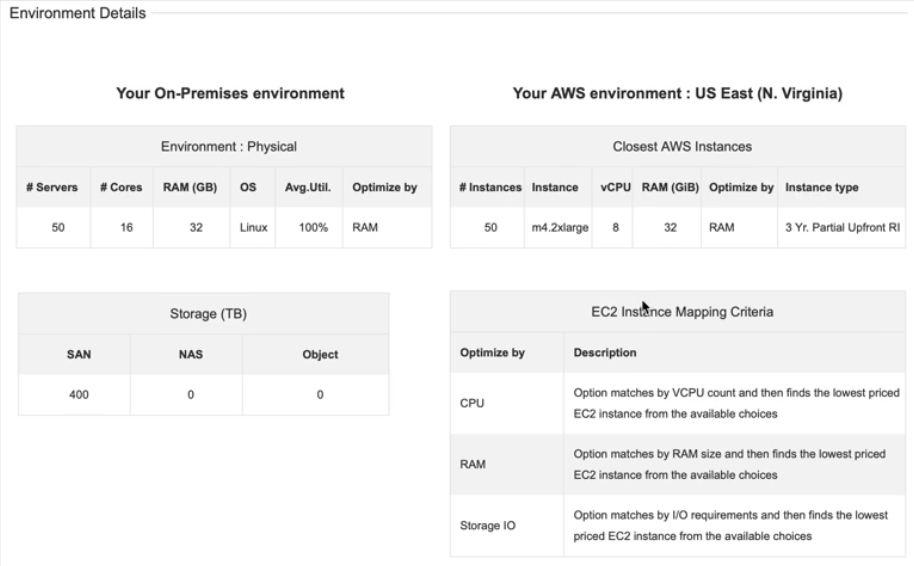 Environment Details
Your On-Premises environment
Environment : Physical
# Servers # Cores RAM (GB) OS Avg.Util. Optimize by
50 16 32 Linux 100% RAM
Storage (TB)
SAN NAS Object
400 0 0
Your AWS environment : US East (N. Virginia)
Closest AWS Instances
# Instances Instance vCPU RAM (GiB) Optimize by Instance type
50 m4.2xlarge 8 32 RAM 3 Yr. Partial Upfront RI
EC2 Instance Mapping Criteria
Optimize by Description
CPU Option matches by VCPU count and then finds the lowest priced
EC2 instance from the available choices
RAM Option matches by RAM size and then finds the lowest priced
EC2 instance from the available choices
Storage IO Option matches by I/O requirements and then finds the lowest
priced EC2 instance from the available choices